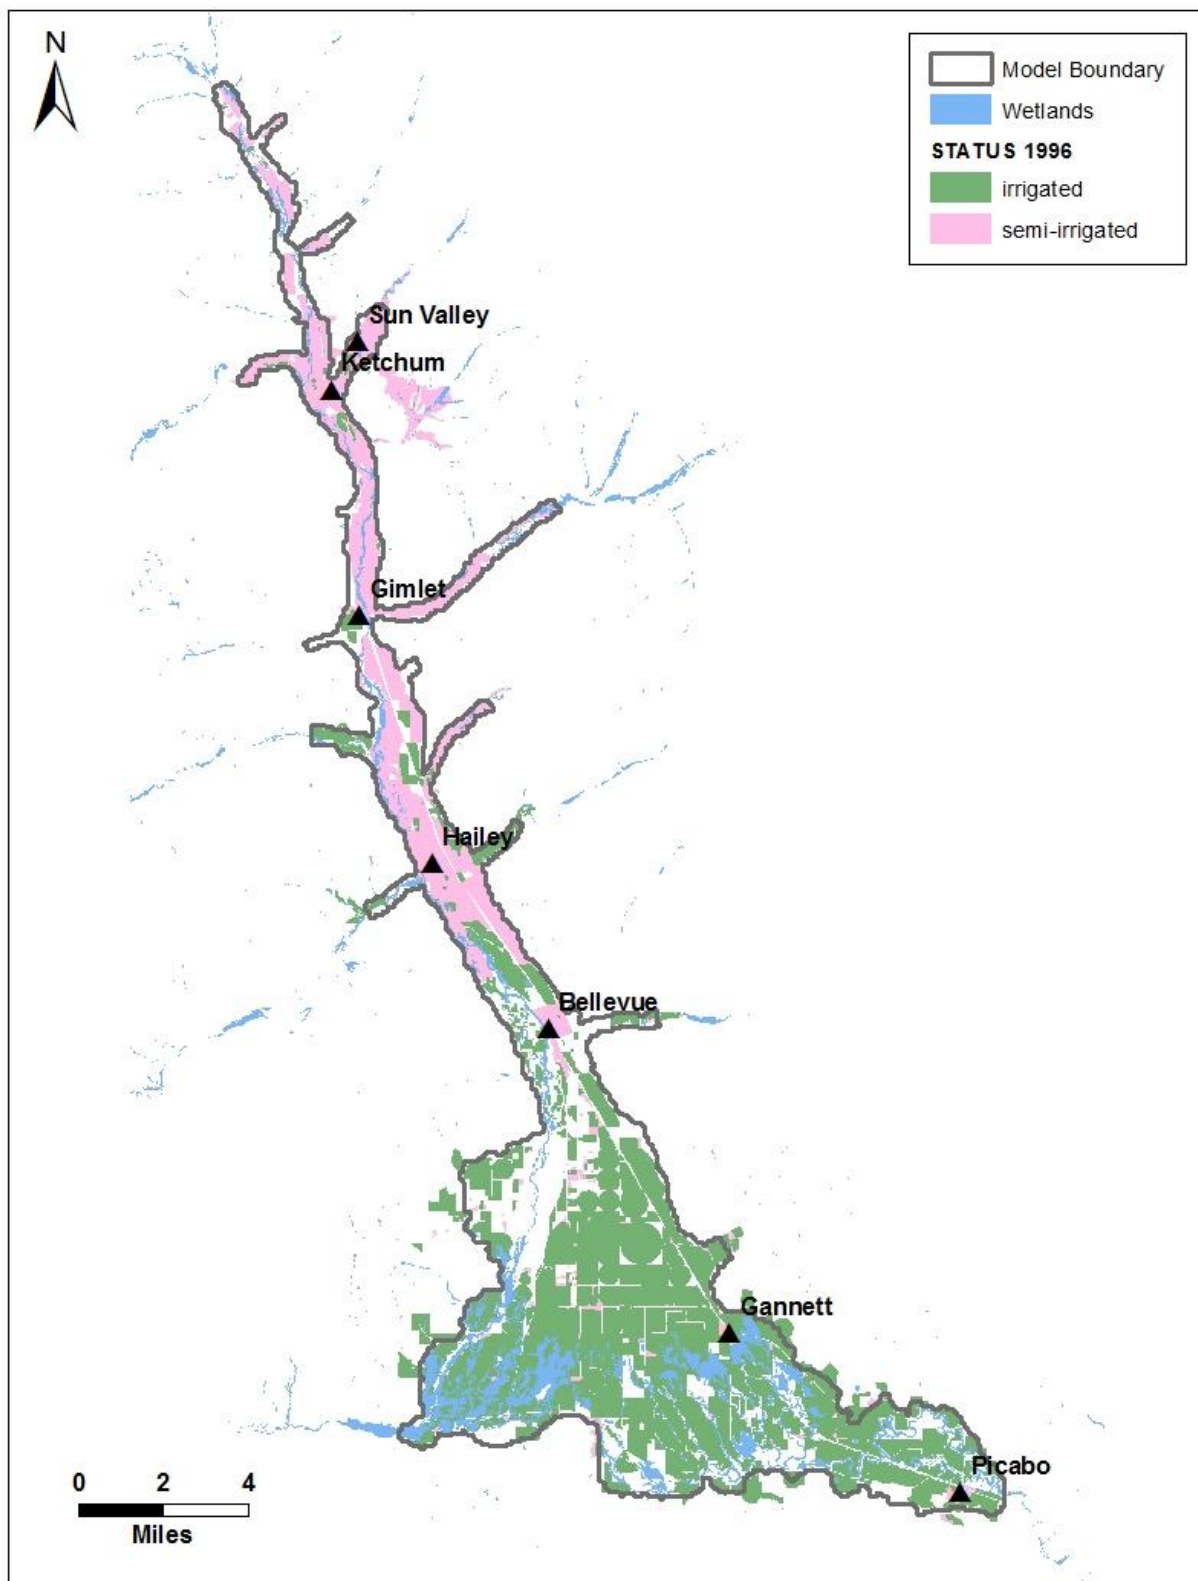 N
Model Boundary
Wetlands
STATUS 1996
irrigated
semi-irrigated
Sun Valley
Ketchum
Gimlet
Hailey
Bellevue
Gannett
Picabo
0 2 4
Miles